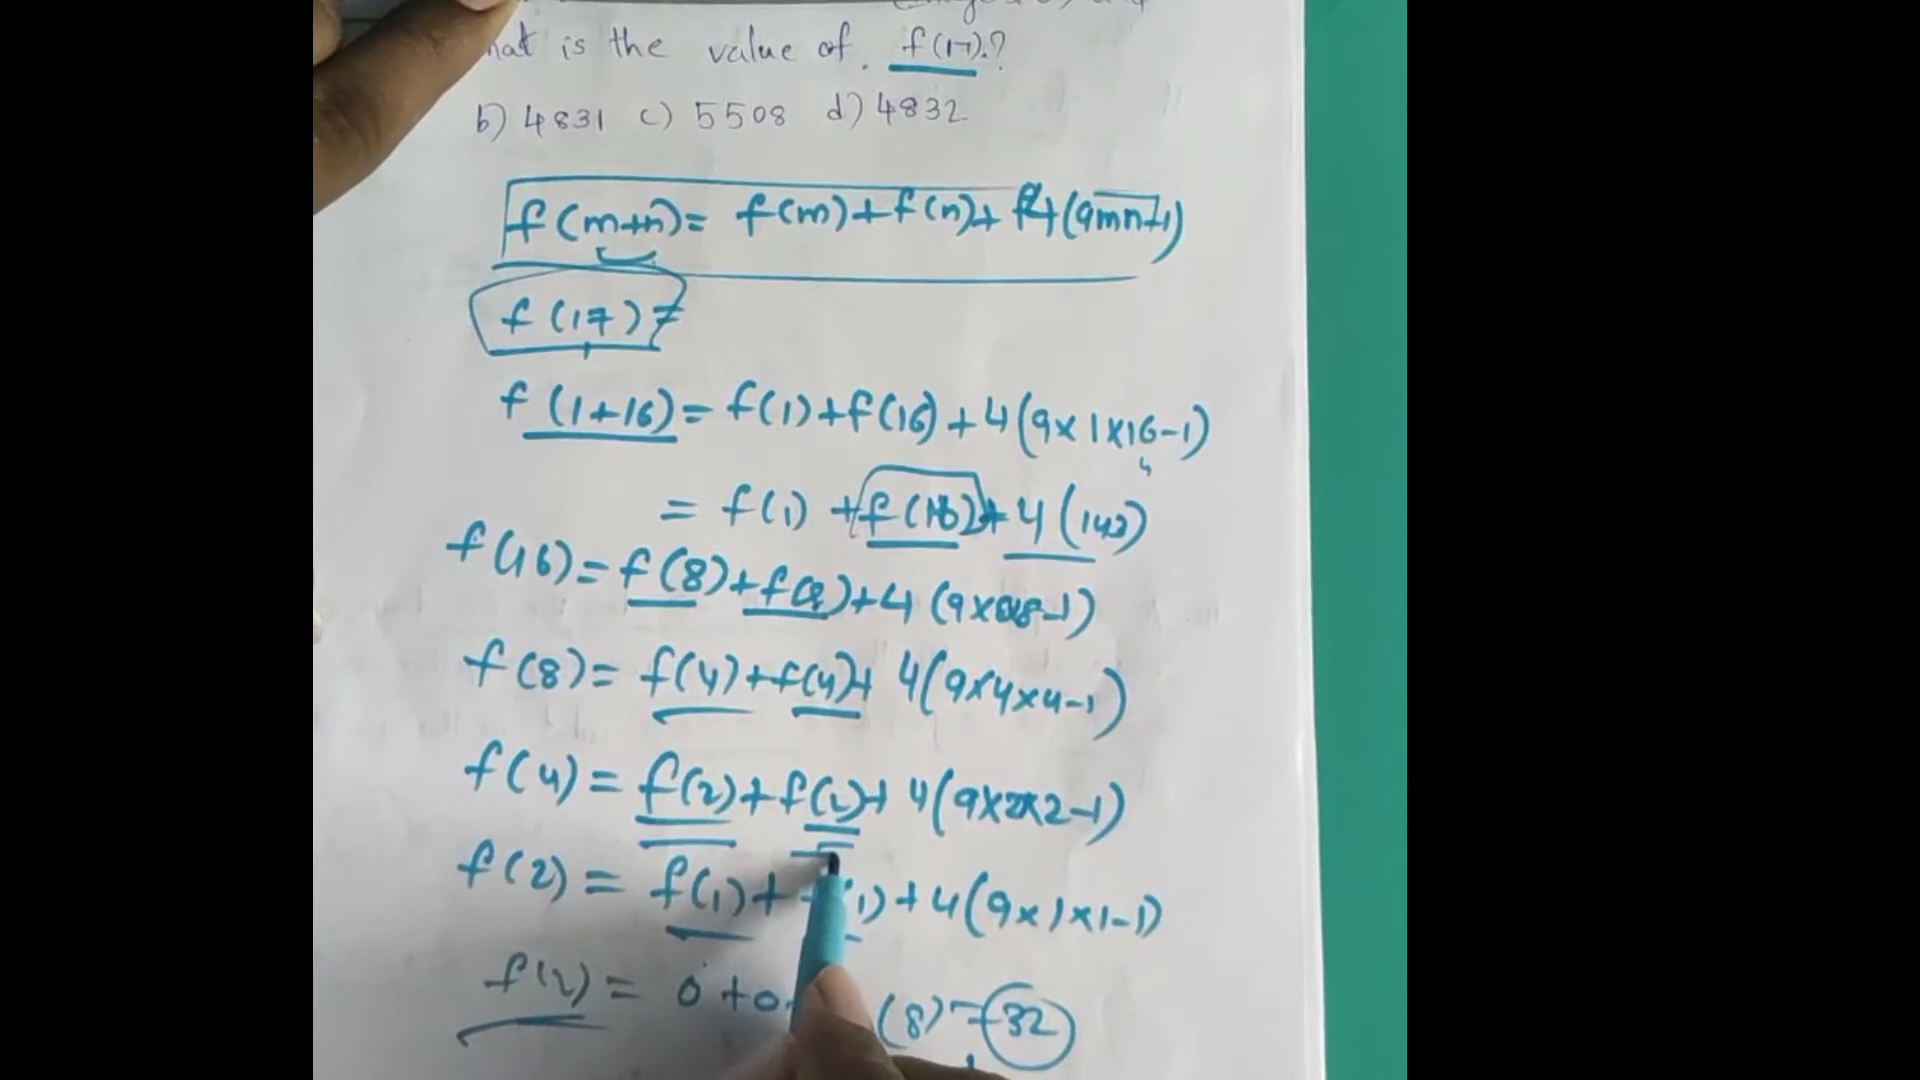 is the value of f(17)?
b) 4831 c) 5508 d) 4832
f(m+n) = f(m)+f(n)+ 4(9mn-1)
f(17) =
f(1+16) = f(1)+f(16)+4(9×1×16-1)
= f(1) + f(16) + 4(143)
f(16) = f(8)+f(8)+4(9×8×8-1)
f(8) = f(4)+f(4)+ 4(9×4×4-1)
f(4) = f(2)+f(2)+ 4(9×2×2-1)
f(2) = f(1)+ (1)+4(9×1×1-1)
f(2) = 0+0 (8) = 32